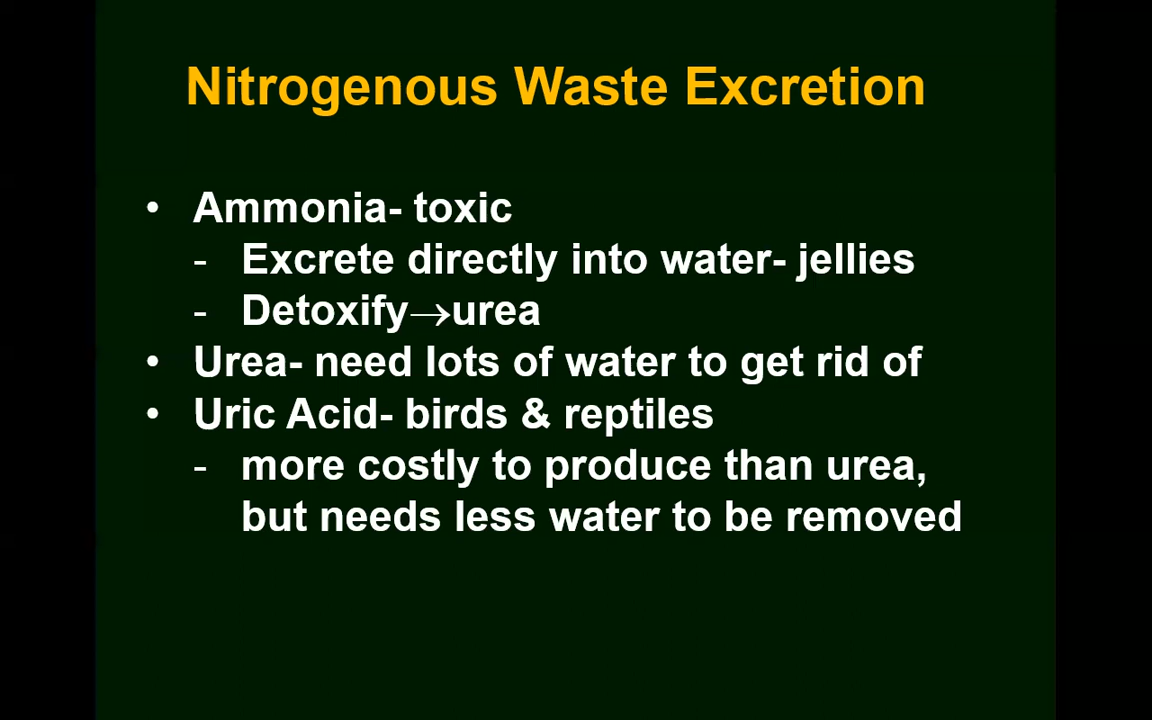 Nitrogenous Waste Excretion
• Ammonia- toxic
- Excrete directly into water- jellies
- Detoxify→urea
• Urea- need lots of water to get rid of
• Uric Acid- birds & reptiles
- more costly to produce than urea,
but needs less water to be removed